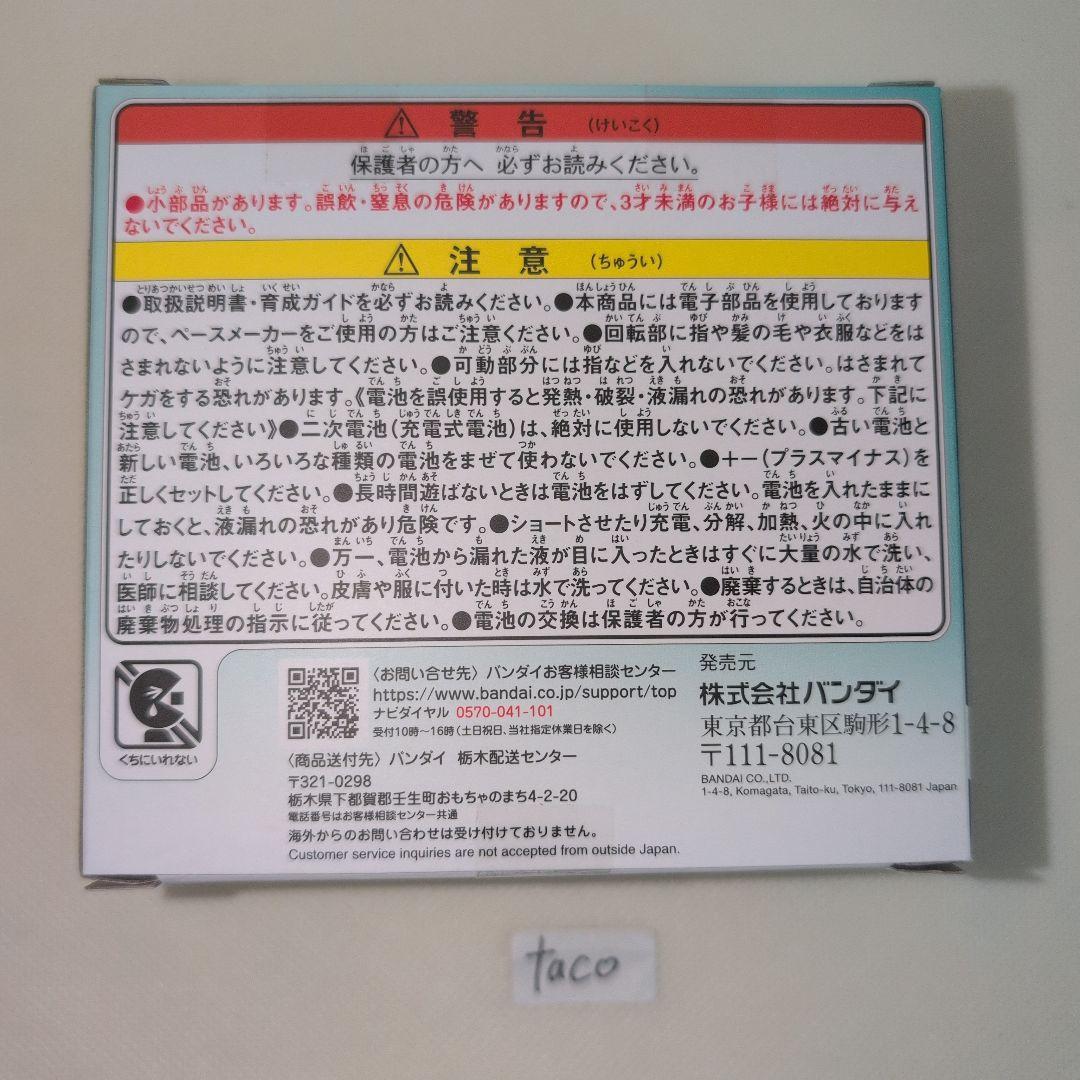 警告 (けいこく)
保護者の方へ 必ずお読みください。
●小部品があります。誤飲・窒息の危険がありますので、3才未満のお子様には絶対に与え
ないでください。
注意 (ちゅうい)
●取扱説明書・育成ガイドを必ずお読みください。●本商品には電子部品を使用しております
ので、ペースメーカーをご使用の方はご注意ください。●回転部に指や髪の毛や衣服などをは
さまれないように注意してください。●可動部分には指などを入れないでください。はさまれて
ケガをする恐れがあります。《電池を誤使用すると発熱・破裂・液漏れの恐れがあります。下記に
注意してください》●二次電池(充電式電池)は、絶対に使用しないでください。●古い電池と
新しい電池、いろいろな種類の電池をまぜて使わないでください。●+-(プラスマイナス)を
正しくセットしてください。●長時間遊ばないときは電池をはずしてください。電池を入れたままに
しておくと、液漏れの恐れがあり危険です。●ショートさせたり充電、分解、加熱、火の中に入れ
たりしないでください。●万一、電池から漏れた液が目に入ったときはすぐに大量の水で洗い、
医師に相談してください。皮膚や服に付いた時は水で洗ってください。●廃棄するときは、自治体の
廃棄物処理の指示に従ってください。●電池の交換は保護者の方が行ってください。
くちにいれない
〈お問い合せ先〉バンダイお客様相談センター
https://www.bandai.co.jp/support/top
ナビダイヤル 0570-041-101
受付10時〜16時(土日祝日、当社指定休業日を除く)
〈商品送付先〉バンダイ 栃木配送センター
〒321-0298
栃木県下都賀郡壬生町おもちゃのまち4-2-20
電話番号はお客様相談センター共通
海外からのお問い合わせは受け付けておりません。
Customer service inquiries are not accepted from outside Japan.
発売元
株式会社バンダイ
東京都台東区駒形1-4-8
〒111-8081
BANDAI CO.,LTD.
1-4-8, Komagata, Taito-ku, Tokyo, 111-8081 Japan
taco